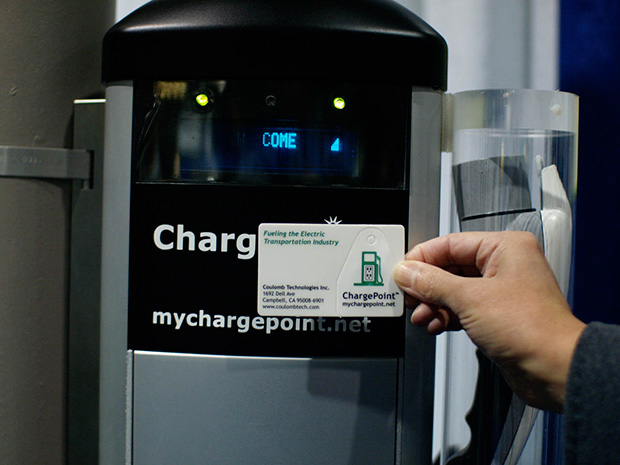 COME
Charg
Fueling the Electric
Transportation Industry
Coulomb Technologies Inc.
1692 Dell Ave
Campbell, CA 95008-6901
www.coulombtech.com
ChargePoint™
mychargepoint.net
mychargepoint.net